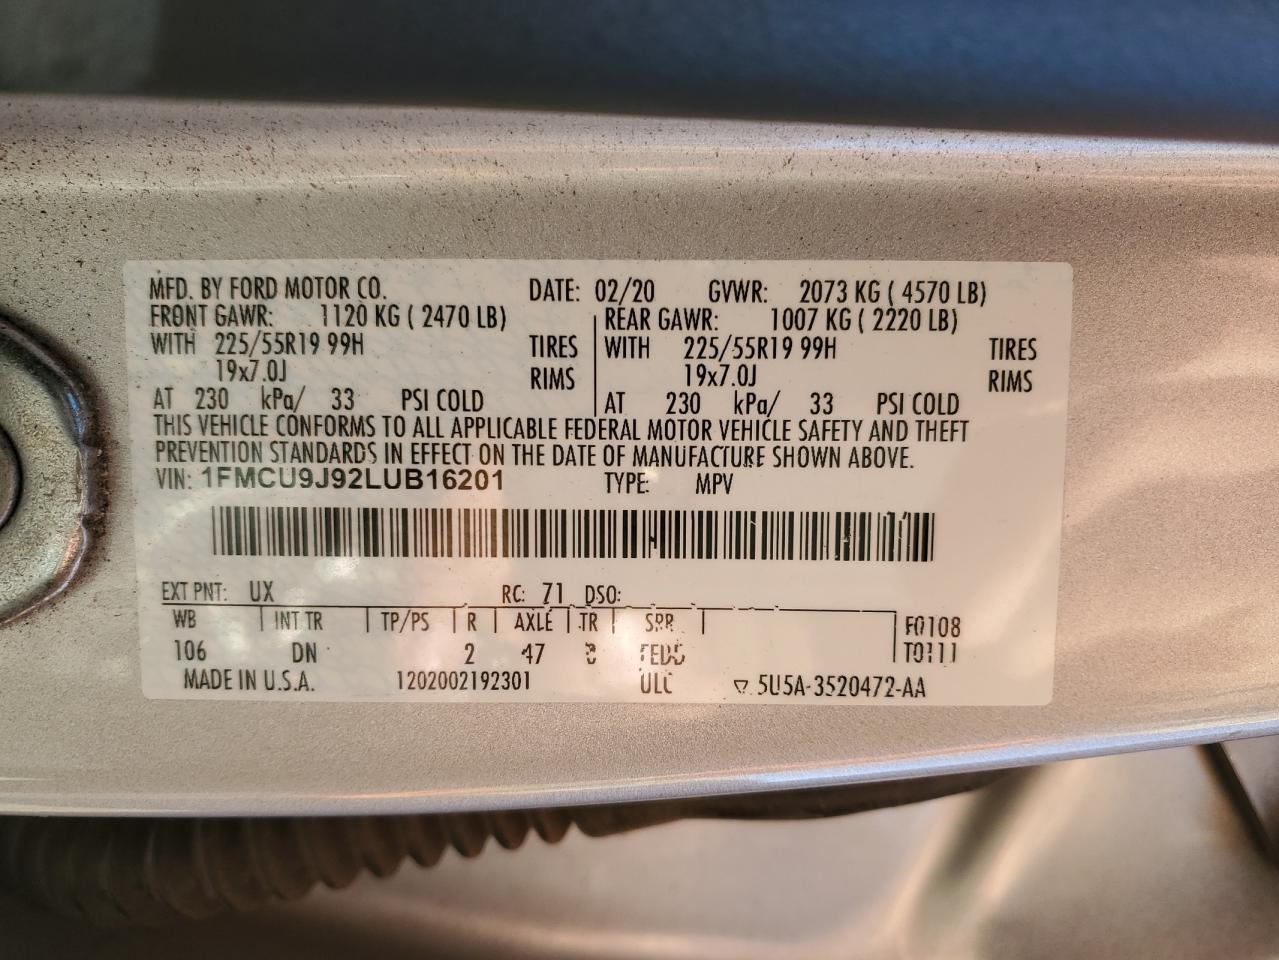 MFD. BY FORD MOTOR CO. DATE: 02/20 GVWR: 2073 KG ( 4570 LB)
FRONT GAWR: 1120 KG ( 2470 LB) REAR GAWR: 1007 KG ( 2220 LB)
WITH 225/55R19 99H TIRES WITH 225/55R19 99H TIRES
19x7.0J RIMS 19x7.0J RIMS
AT 230 kPa/ 33 PSI COLD AT 230 kPa/ 33 PSI COLD
THIS VEHICLE CONFORMS TO ALL APPLICABLE FEDERAL MOTOR VEHICLE SAFETY AND THEFT
PREVENTION STANDARDS IN EFFECT ON THE DATE OF MANUFACTURE SHOWN ABOVE.
VIN: 1FMCU9J92LUB16201 TYPE: MPV
EXT PNT: UX RC: 71 DSO:
WB INT TR TP/PS R AXLE TR SPR F0108
106 DN 2 47 T0111
MADE IN U.S.A. 1202002192301 ULC 5U5A-3520472-AA